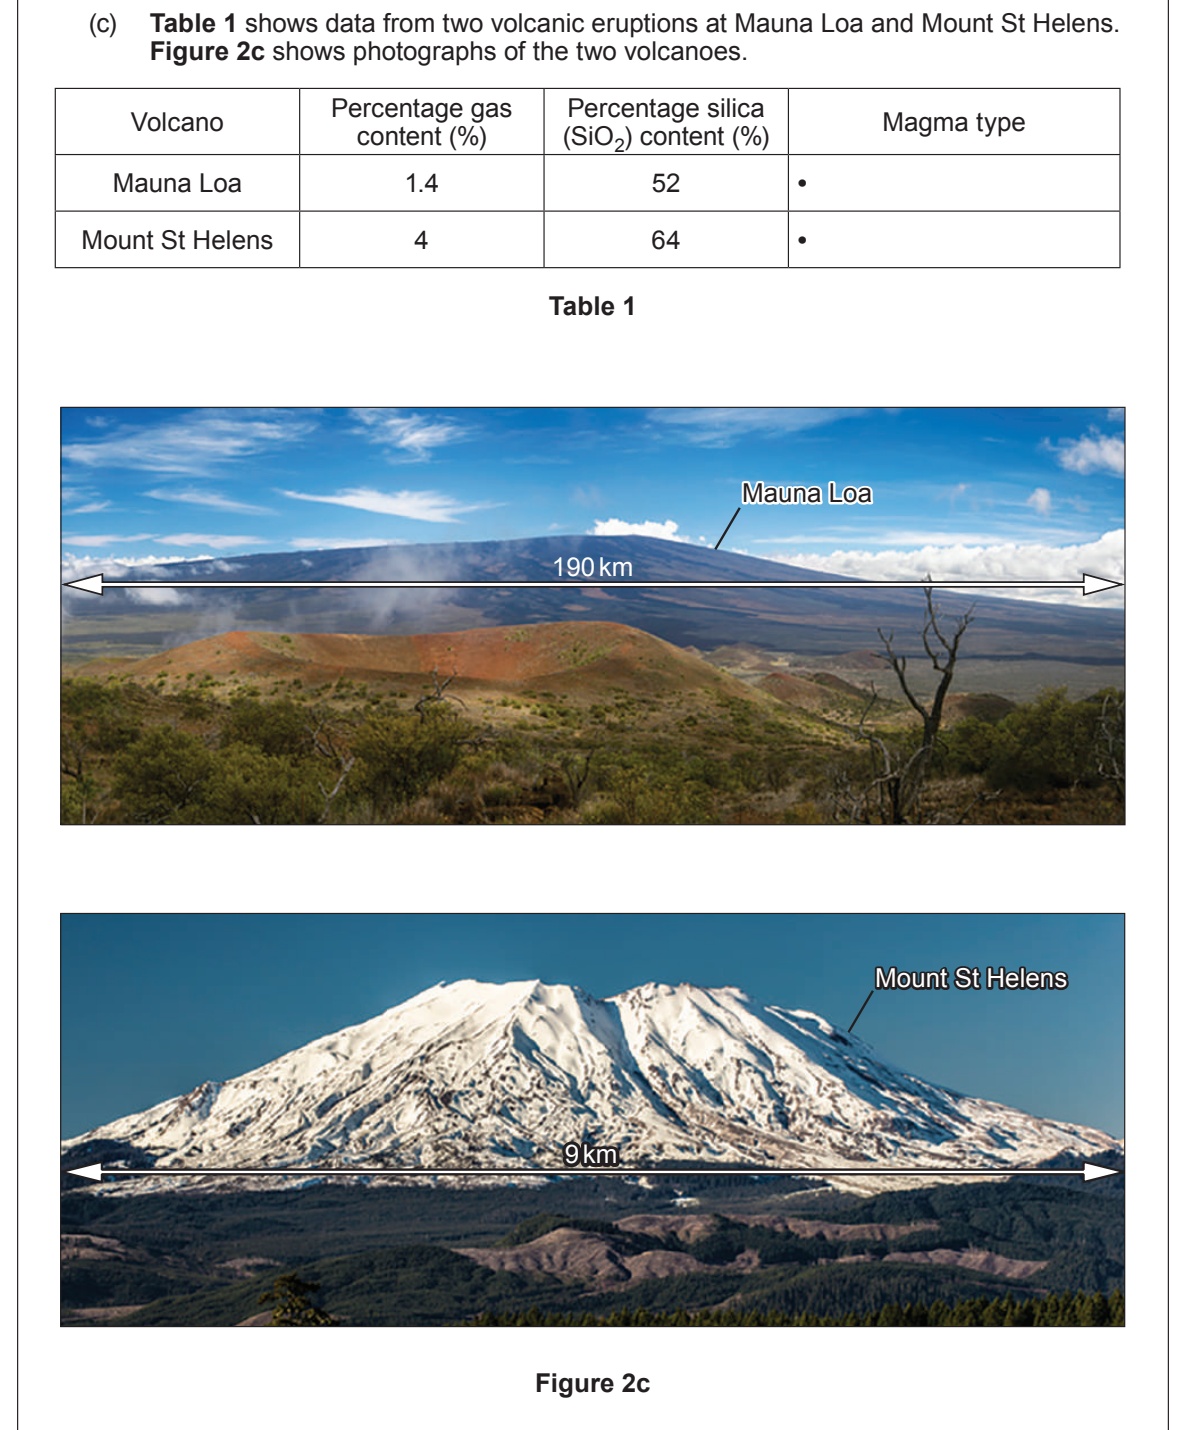 (c) Table 1 shows data from two volcanic eruptions at Mauna Loa and Mount St Helens.
Figure 2c shows photographs of the two volcanoes.
Volcano
Percentage gas
content (%)
Percentage silica
(SiO₂) content (%)
Magma type
Mauna Loa
1.4
52
•
Mount St Helens
4
64
•
Table 1
Mauna Loa
190 km
Mount St Helens
9 km
Figure 2c